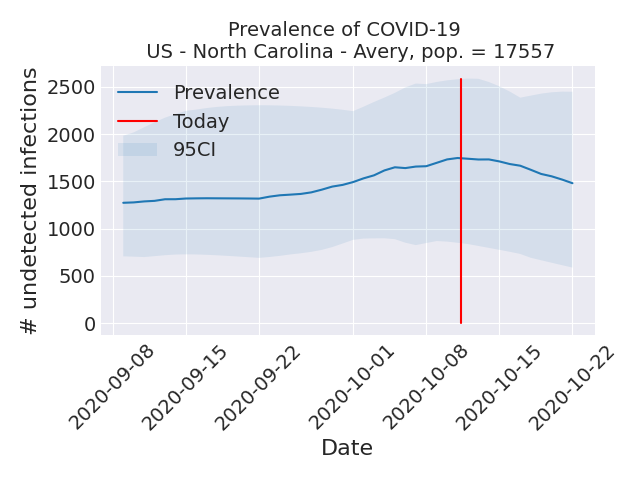 Prevalence of COVID-19
US - North Carolina - Avery, pop. = 17557
# undetected infections
2500
2000
1500
1000
500
0
Prevalence
Today
95CI
2020-09-08
2020-09-15
2020-09-22
2020-10-01
2020-10-08
2020-10-15
2020-10-22
Date